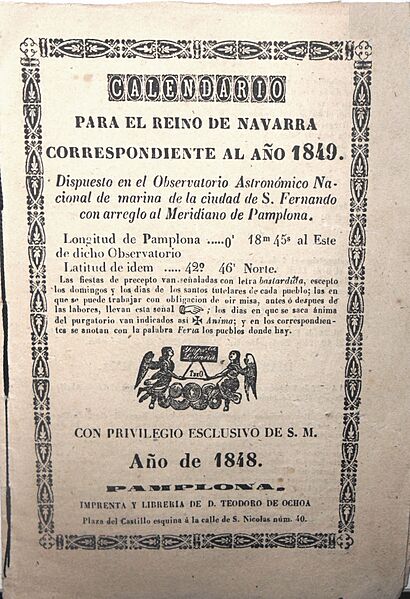 CALENDARIO
PARA EL REINO DE NAVARRA
CORRESPONDIENTE AL AÑO 1849.
Dispuesto en el Observatorio Astronómico Na-
cional de marina de la ciudad de S. Fernando
con arreglo al Meridiano de Pamplona.
Longitud de Pamplona .....0' 18m 45s al Este
de dicho Observatorio
Latitud de idem ..... 42º 46' Norte.
Las fiestas de precepto van señaladas con letra bastardilla, escepto
los domingos y los dias de los santos tutelares de cada pueblo; las en
que se puede trabajar con obligacion de oir misa, antes ó despues de
las labores, llevan esta señal ☞; los dias en que se saca ánima
del purgatorio van indicados asi ✠ Anima; y en los correspondien-
tes se anotan con la palabra Feria los pueblos donde hay.
Imprenta
Librería
CON PRIVILEGIO ESCLUSIVO DE S. M.
Año de 1848.
PAMPLONA.
IMPRENTA Y LIBRERIA DE D. TEODORO DE OCHOA
Plaza del Castillo esquina á la calle de S. Nicolas núm. 40.